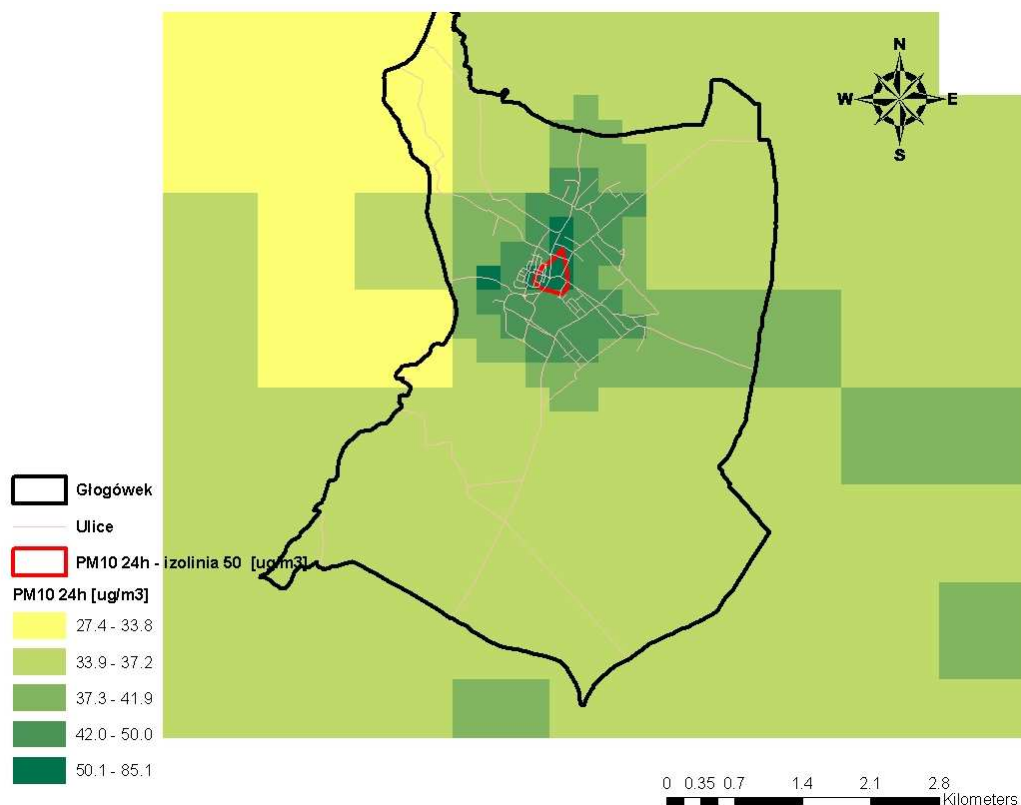 N
W E
S
Głogówek
Ulice
PM10 24h - izolinia 50 [ug/m3]
PM10 24h [ug/m3]
27.4 - 33.8
33.9 - 37.2
37.3 - 41.9
42.0 - 50.0
50.1 - 85.1
0 0.35 0.7 1.4 2.1 2.8
Kilometers